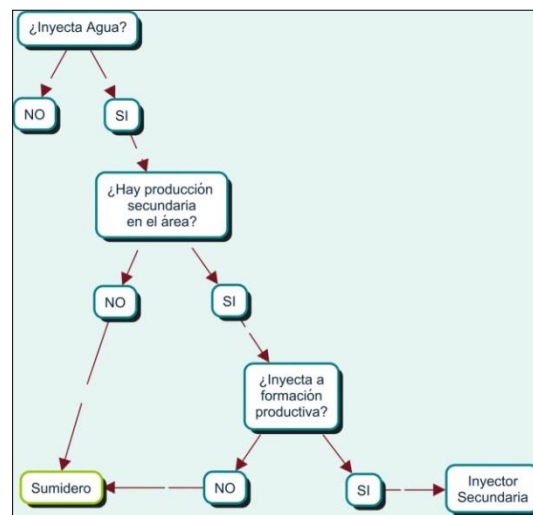 ¿Inyecta Agua?
NO
SI
¿Hay producción
secundaria
en el área?
NO
SI
¿Inyecta a
formación
productiva?
Sumidero
NO
SI
Inyector
Secundaria